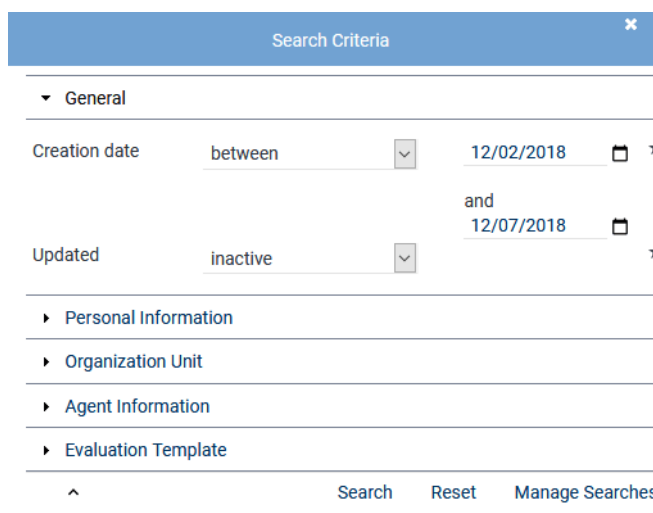 Search Criteria
General
Creation date between 12/02/2018
and
12/07/2018
Updated inactive
Personal Information
Organization Unit
Agent Information
Evaluation Template
Search Reset Manage Searches